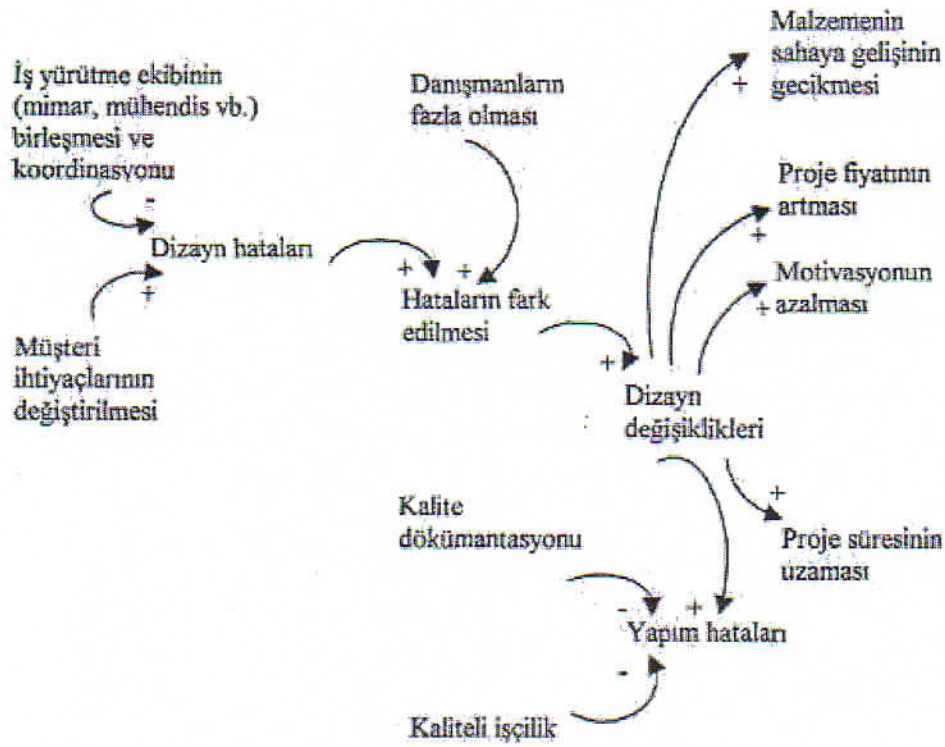 İş yürütme ekibinin
(mimar, mühendis vb.)
birleşmesi ve
koordinasyonu
-
Dizayn hataları
+
Müşteri
ihtiyaçlarının
değiştirilmesi
Danışmanların
fazla olması
+ +
Hataların fark
edilmesi
+
Dizayn
değişiklikleri
Malzemenin
sahaya gelişinin
gecikmesi
+
Proje fiyatının
artması
+
Motivasyonun
azalması
+
+
Proje süresinin
uzaması
Kalite
dökümantasyonu
- +
Yapım hataları
-
Kaliteli işçilik